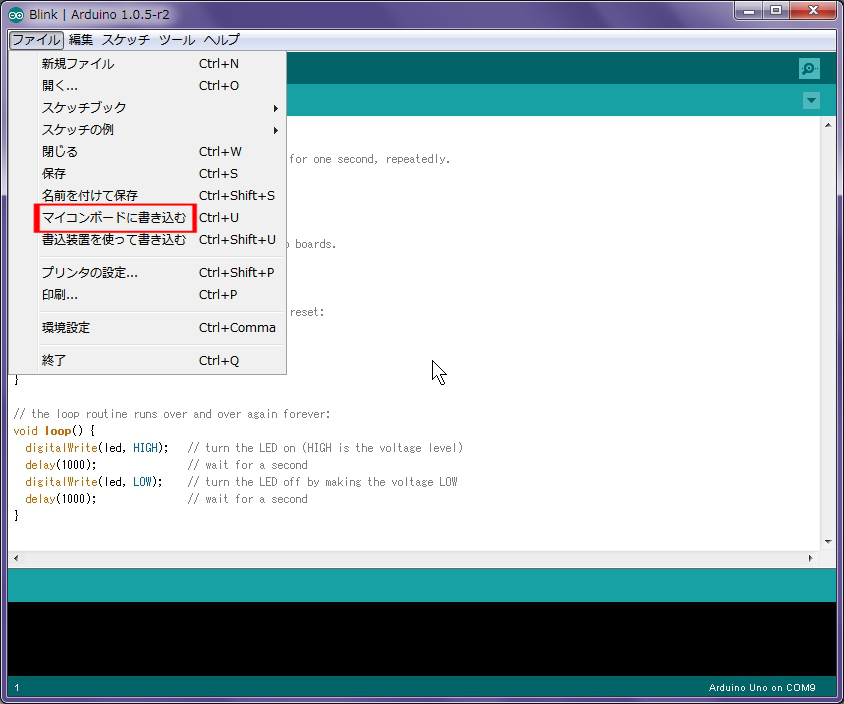 Blink | Arduino 1.0.5-r2
ファイル 編集 スケッチ ツール ヘルプ
新規ファイル Ctrl+N
開く... Ctrl+O
スケッチブック
スケッチの例
閉じる Ctrl+W
for one second, repeatedly.
保存 Ctrl+S
名前を付けて保存 Ctrl+Shift+S
マイコンボードに書き込む Ctrl+U
書込装置を使って書き込む Ctrl+Shift+U
boards.
プリンタの設定... Ctrl+Shift+P
印刷... Ctrl+P
reset:
環境設定 Ctrl+Comma
終了 Ctrl+Q
}
// the loop routine runs over and over again forever:
void loop() {
digitalWrite(led, HIGH); // turn the LED on (HIGH is the voltage level)
delay(1000); // wait for a second
digitalWrite(led, LOW); // turn the LED off by making the voltage LOW
delay(1000); // wait for a second
}
1 Arduino Uno on COM9